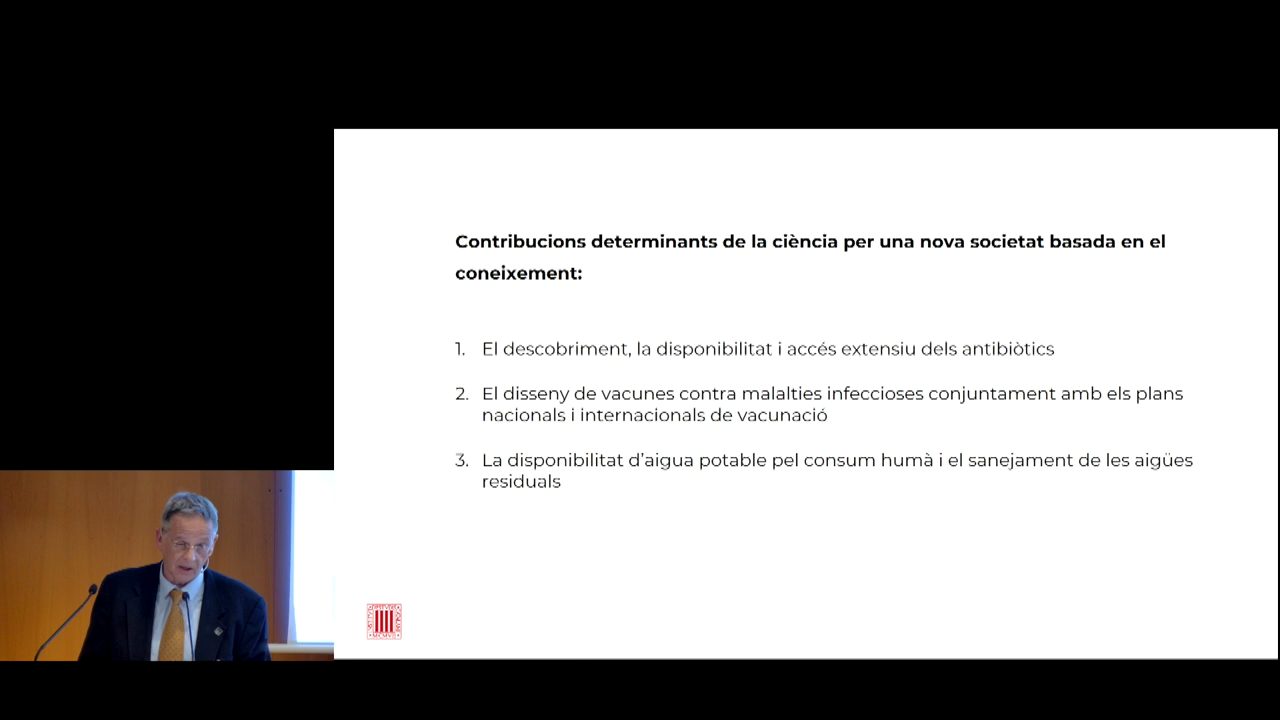 Contribucions determinants de la ciència per una nova societat basada en el
coneixement:
1. El descobriment, la disponibilitat i accés extensiu dels antibiòtics
2. El disseny de vacunes contra malalties infeccioses conjuntament amb els plans
nacionals i internacionals de vacunació
3. La disponibilitat d'aigua potable pel consum humà i el sanejament de les aigües
residuals